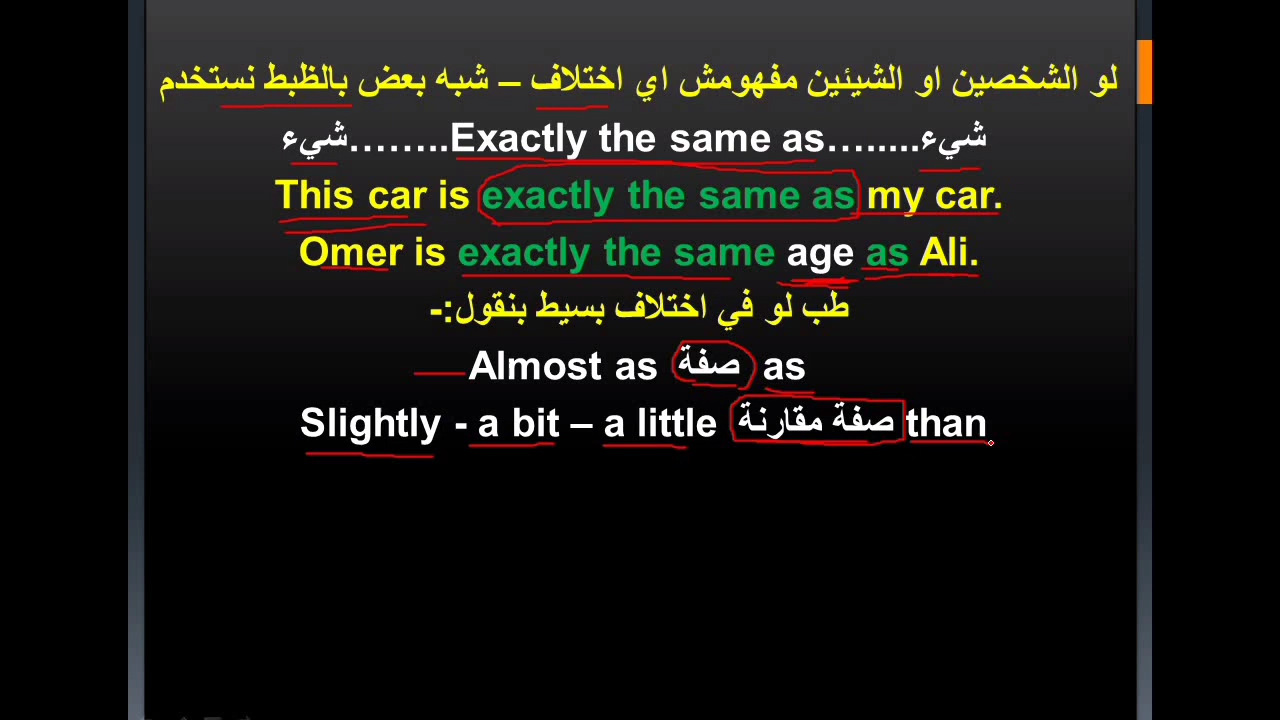 لو الشخصين او الشيئين مفهومش اي اختلاف – شبه بعض بالظبط نستخدم
شيء……..Exactly the same as…......شيء
This car is exactly the same as my car.
Omer is exactly the same age as Ali.
طب لو في اختلاف بسيط بنقول:-
Almost as صفة as
Slightly - a bit – a little صفة مقارنة than